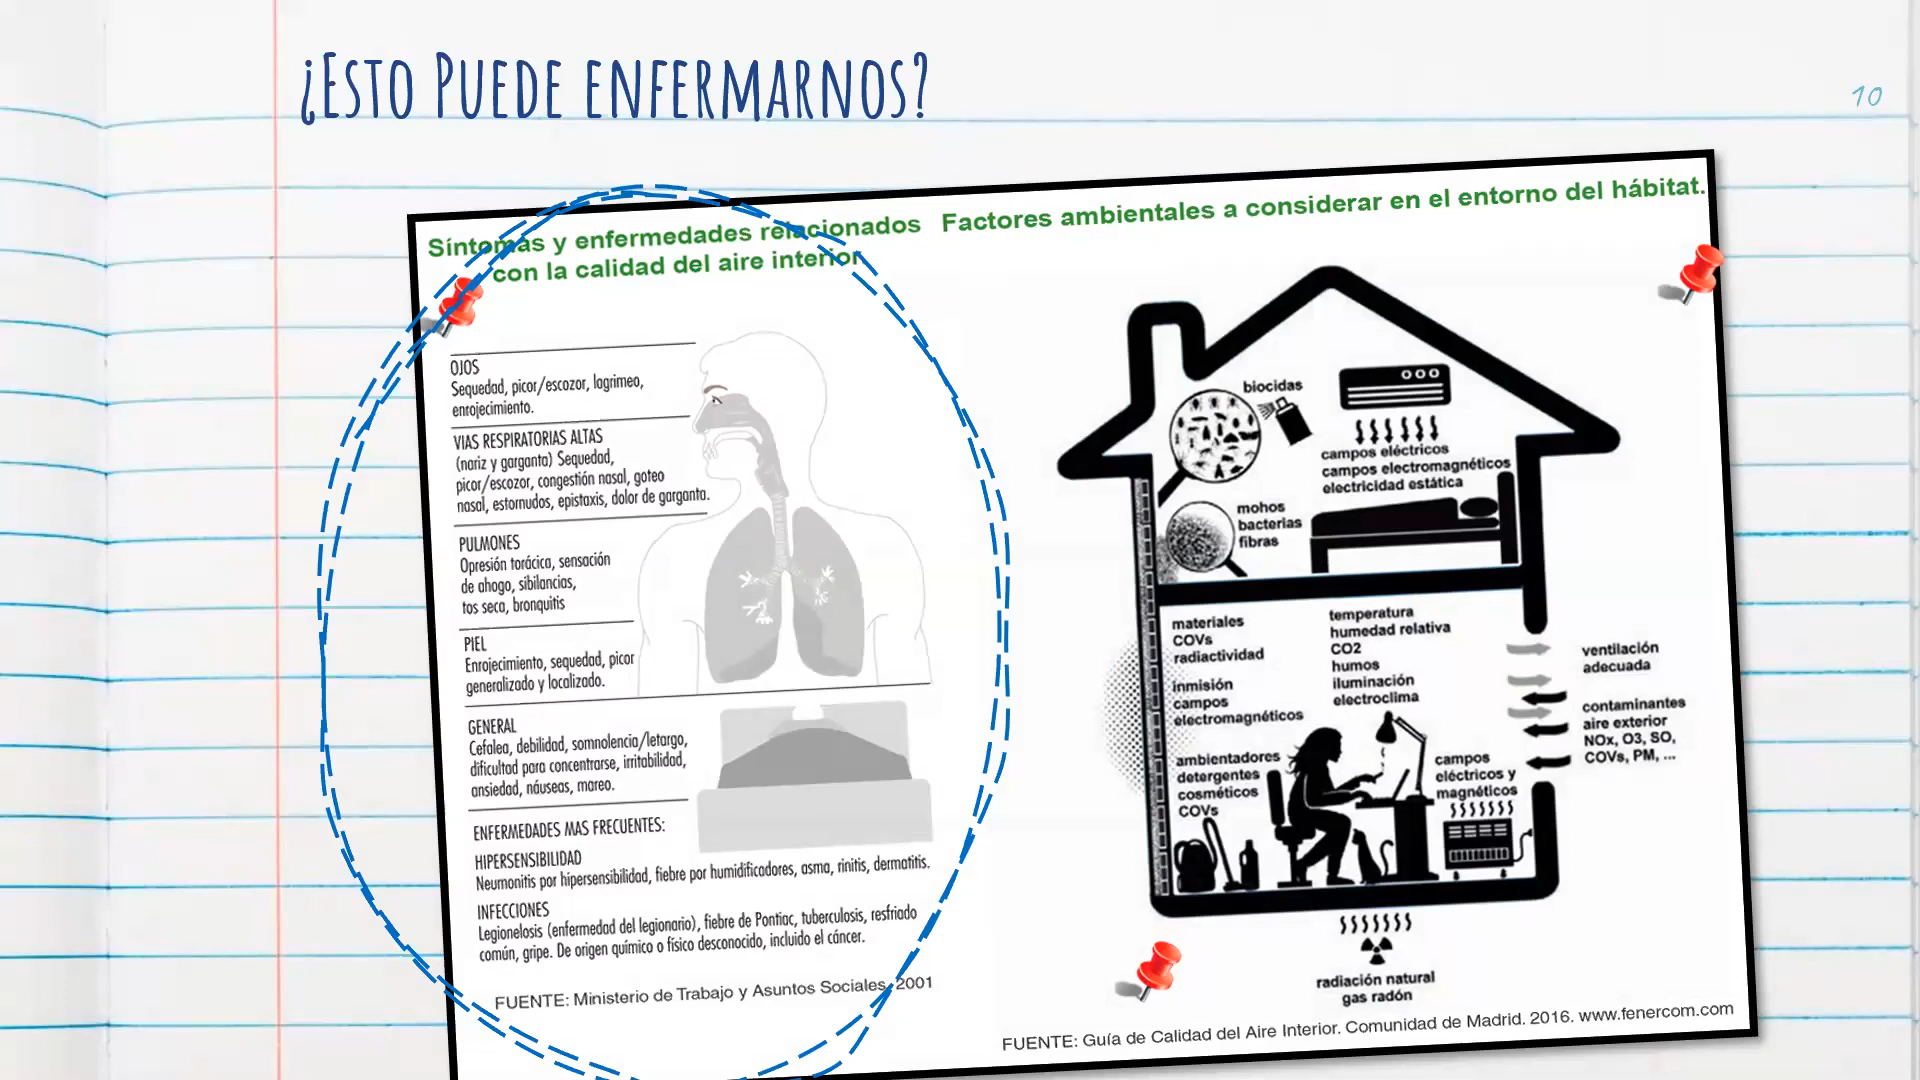 ¿Esto Puede enfermarnos?
10
Síntomas y enfermedades relacionados
con la calidad del aire interior.
OJOS
Sequedad, picor/escozor, lagrimeo,
enrojecimiento.
VIAS RESPIRATORIAS ALTAS
(nariz y garganta) Sequedad,
picor/escozor, congestión nasal, goteo
nasal, estornudos, epistaxis, dolor de garganta.
PULMONES
Opresión torácica, sensación
de ahogo, sibilancias,
tos seca, bronquitis
PIEL
Enrojecimiento, sequedad, picor
generalizado y localizado.
GENERAL
Cefalea, debilidad, somnolencia/letargo,
dificultad para concentrarse, irritabilidad,
ansiedad, náuseas, mareo.
ENFERMEDADES MAS FRECUENTES:
HIPERSENSIBILIDAD
Neumonitis por hipersensibilidad, fiebre por humidificadores, asma, rinitis, dermatitis.
INFECCIONES
Legionelosis (enfermedad del legionario), fiebre de Pontiac, tuberculosis, resfriado
común, gripe. De origen químico o físico desconocido, incluido el cáncer.
FUENTE: Ministerio de Trabajo y Asuntos Sociales, 2001
Factores ambientales a considerar en el entorno del hábitat.
biocidas
campos eléctricos
campos electromagnéticos
electricidad estática
mohos
bacterias
fibras
materiales
COVs
radiactividad
inmisión
campos
electromagnéticos
ambientadores
detergentes
cosméticos
COVs
temperatura
humedad relativa
CO2
humos
iluminación
electroclima
campos
eléctricos y
magnéticos
ventilación
adecuada
contaminantes
aire exterior
NOx, O3, SO,
COVs, PM, ...
radiación natural
gas radón
FUENTE: Guía de Calidad del Aire Interior. Comunidad de Madrid. 2016. www.fenercom.com